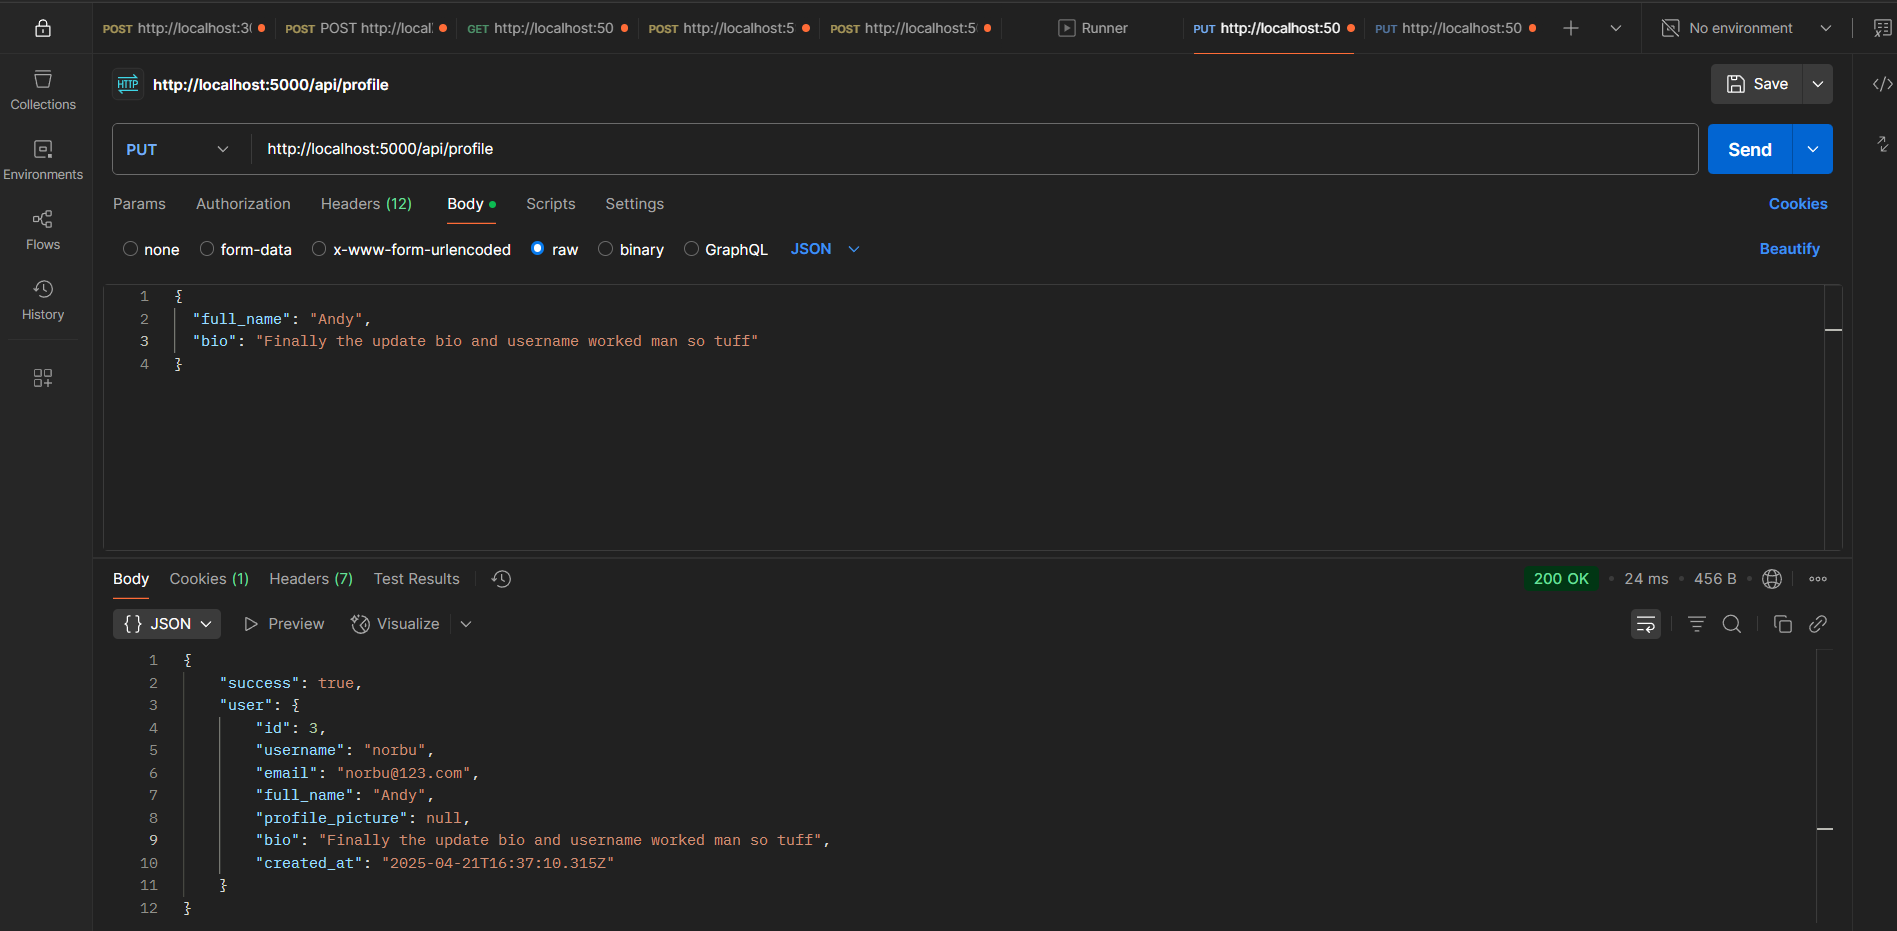 POST http://localhost:30 POST POST http://local: GET http://localhost:50 POST http://localhost:5 POST http://localhost:5 Runner PUT http://localhost:50 PUT http://localhost:50 No environment
Collections
Environments
Flows
History
HTTP http://localhost:5000/api/profile Save
PUT http://localhost:5000/api/profile Send
Params Authorization Headers (12) Body Scripts Settings Cookies
none form-data x-www-form-urlencoded raw binary GraphQL JSON Beautify
1 {
2 "full_name": "Andy",
3 "bio": "Finally the update bio and username worked man so tuff"
4 }
Body Cookies (1) Headers (7) Test Results 200 OK • 24 ms • 456 B
{} JSON Preview Visualize
1 {
2 "success": true,
3 "user": {
4 "id": 3,
5 "username": "norbu",
6 "email": "norbu@123.com",
7 "full_name": "Andy",
8 "profile_picture": null,
9 "bio": "Finally the update bio and username worked man so tuff",
10 "created_at": "2025-04-21T16:37:10.315Z"
11 }
12 }